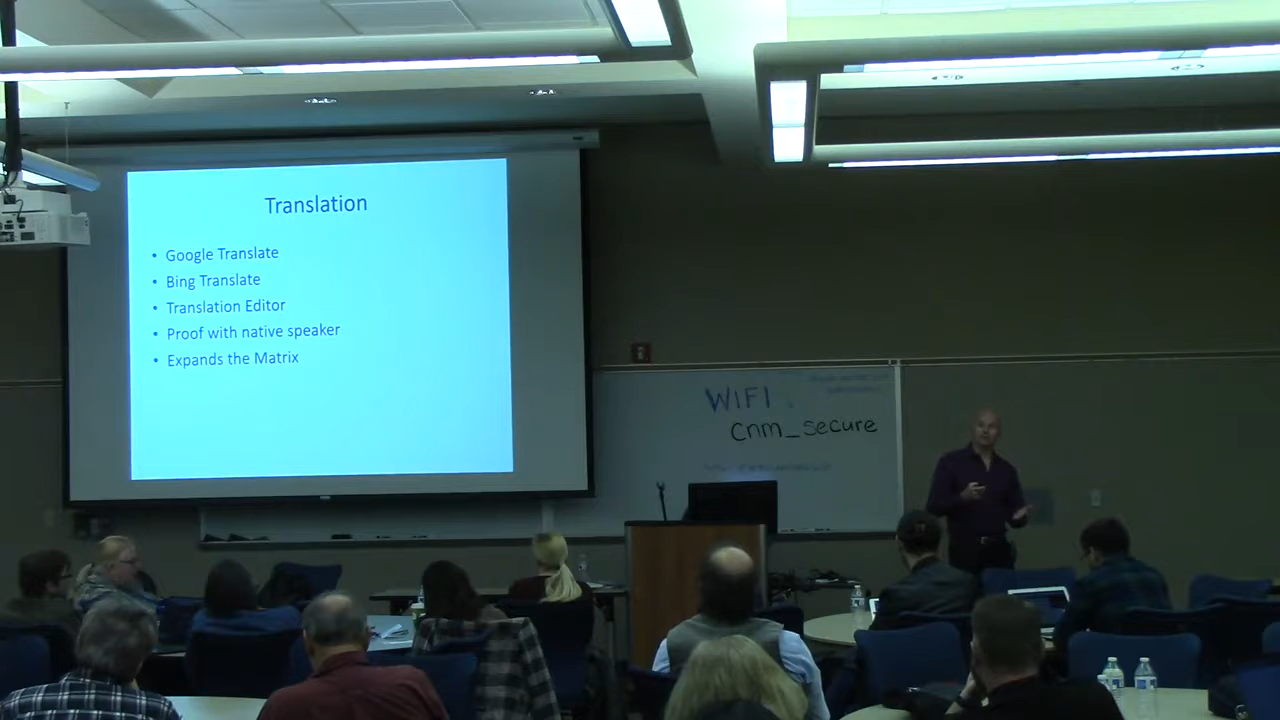 Translation
• Google Translate
• Bing Translate
• Translation Editor
• Proof with native speaker
• Expands the Matrix
WIFI
cnm_secure